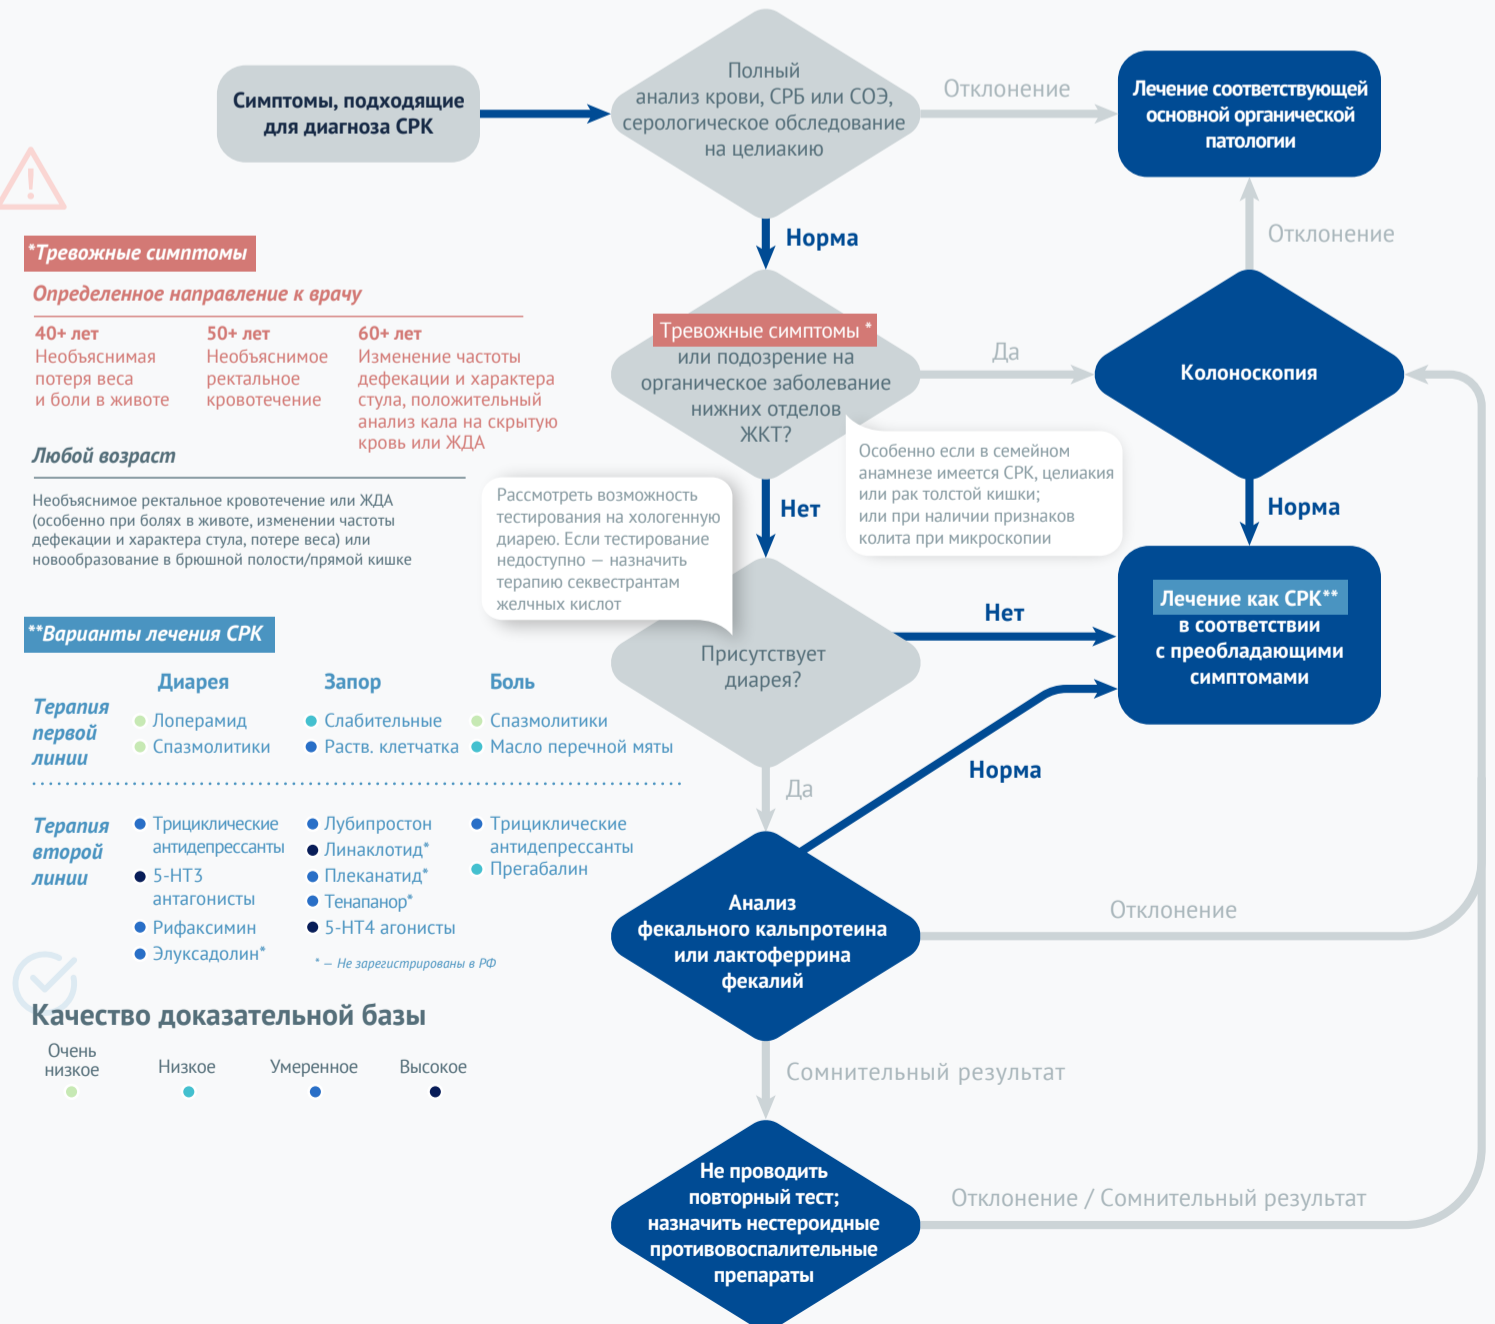 Симптомы, подходящие
для диагноза СРК
Полный
анализ крови, СРБ или СОЭ,
серологическое обследование
на целиакию
Отклонение
Лечение соответствующей
основной органической
патологии
Норма
Отклонение
*Тревожные симптомы
Определенное направление к врачу
40+ лет
Необъяснимая
потеря веса
и боли в животе
50+ лет
Необъяснимое
ректальное
кровотечение
60+ лет
Изменение частоты
дефекации и характера
стула, положительный
анализ кала на скрытую
кровь или ЖДА
Любой возраст
Необъяснимое ректальное кровотечение или ЖДА
(особенно при болях в животе, изменении частоты
дефекации и характера стула, потере веса) или
новообразование в брюшной полости/прямой кишке
Тревожные симптомы *
или подозрение на
органическое заболевание
нижних отделов
ЖКТ?
Да
Колоноскопия
Особенно если в семейном
анамнезе имеется СРК, целиакия
или рак толстой кишки;
или при наличии признаков
колита при микроскопии
Нет
Норма
Рассмотреть возможность
тестирования на хологенную
диарею. Если тестирование
недоступно — назначить
терапию секвестрантам
желчных кислот
Присутствует
диарея?
Нет
Лечение как СРК**
в соответствии
с преобладающими
симптомами
Норма
Да
**Варианты лечения СРК
Диарея
Запор
Боль
Терапия
первой
линии
Лоперамид
Спазмолитики
Слабительные
Раств. клетчатка
Спазмолитики
Масло перечной мяты
Терапия
второй
линии
Трициклические
антидепрессанты
5-НТ3
антагонисты
Рифаксимин
Элуксадолин*
Лубипростон
Линаклотид*
Плеканатид*
Тенапанор*
5-НТ4 агонисты
Трициклические
антидепрессанты
Прегабалин
* — Не зарегистрированы в РФ
Качество доказательной базы
Очень
низкое
Низкое
Умеренное
Высокое
Анализ
фекального кальпротеина
или лактоферрина
фекалий
Отклонение
Сомнительный результат
Не проводить
повторный тест;
назначить нестероидные
противовоспалительные
препараты
Отклонение / Сомнительный результат